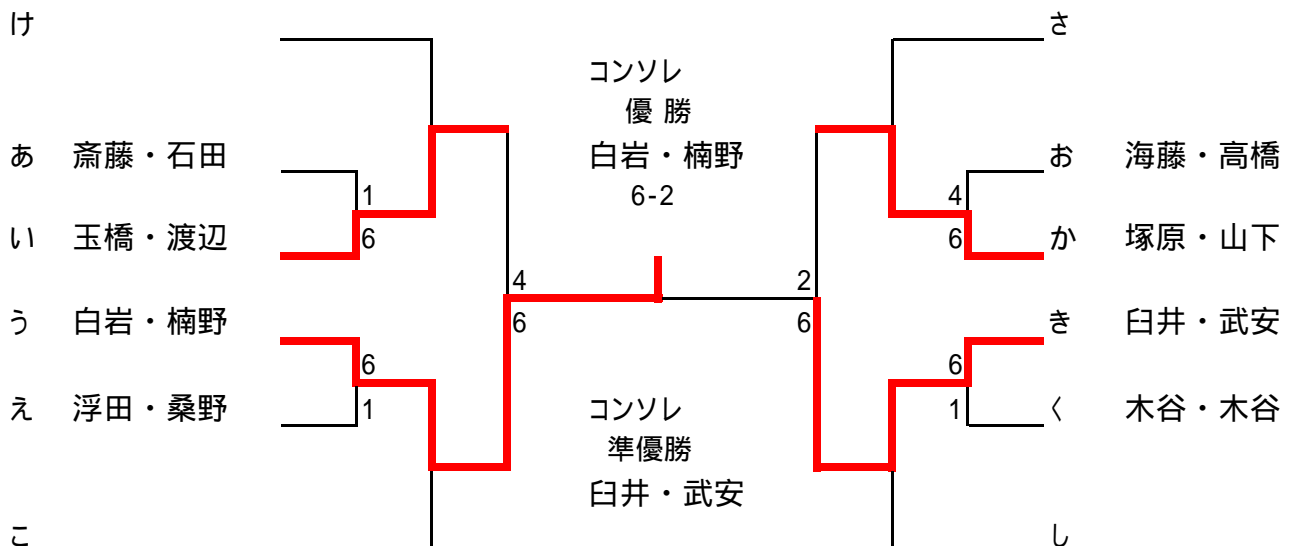 け
さ
コンソレ
優 勝
あ 斎藤・石田
白岩・楠野
お 海藤・高橋
1
6-2
4
い 玉橋・渡辺
6
6
か 塚原・山下
4
2
う 白岩・楠野
6
6
き 臼井・武安
6
6
え 浮田・桑野
1
コンソレ
1
く 木谷・木谷
準優勝
臼井・武安
こ
し